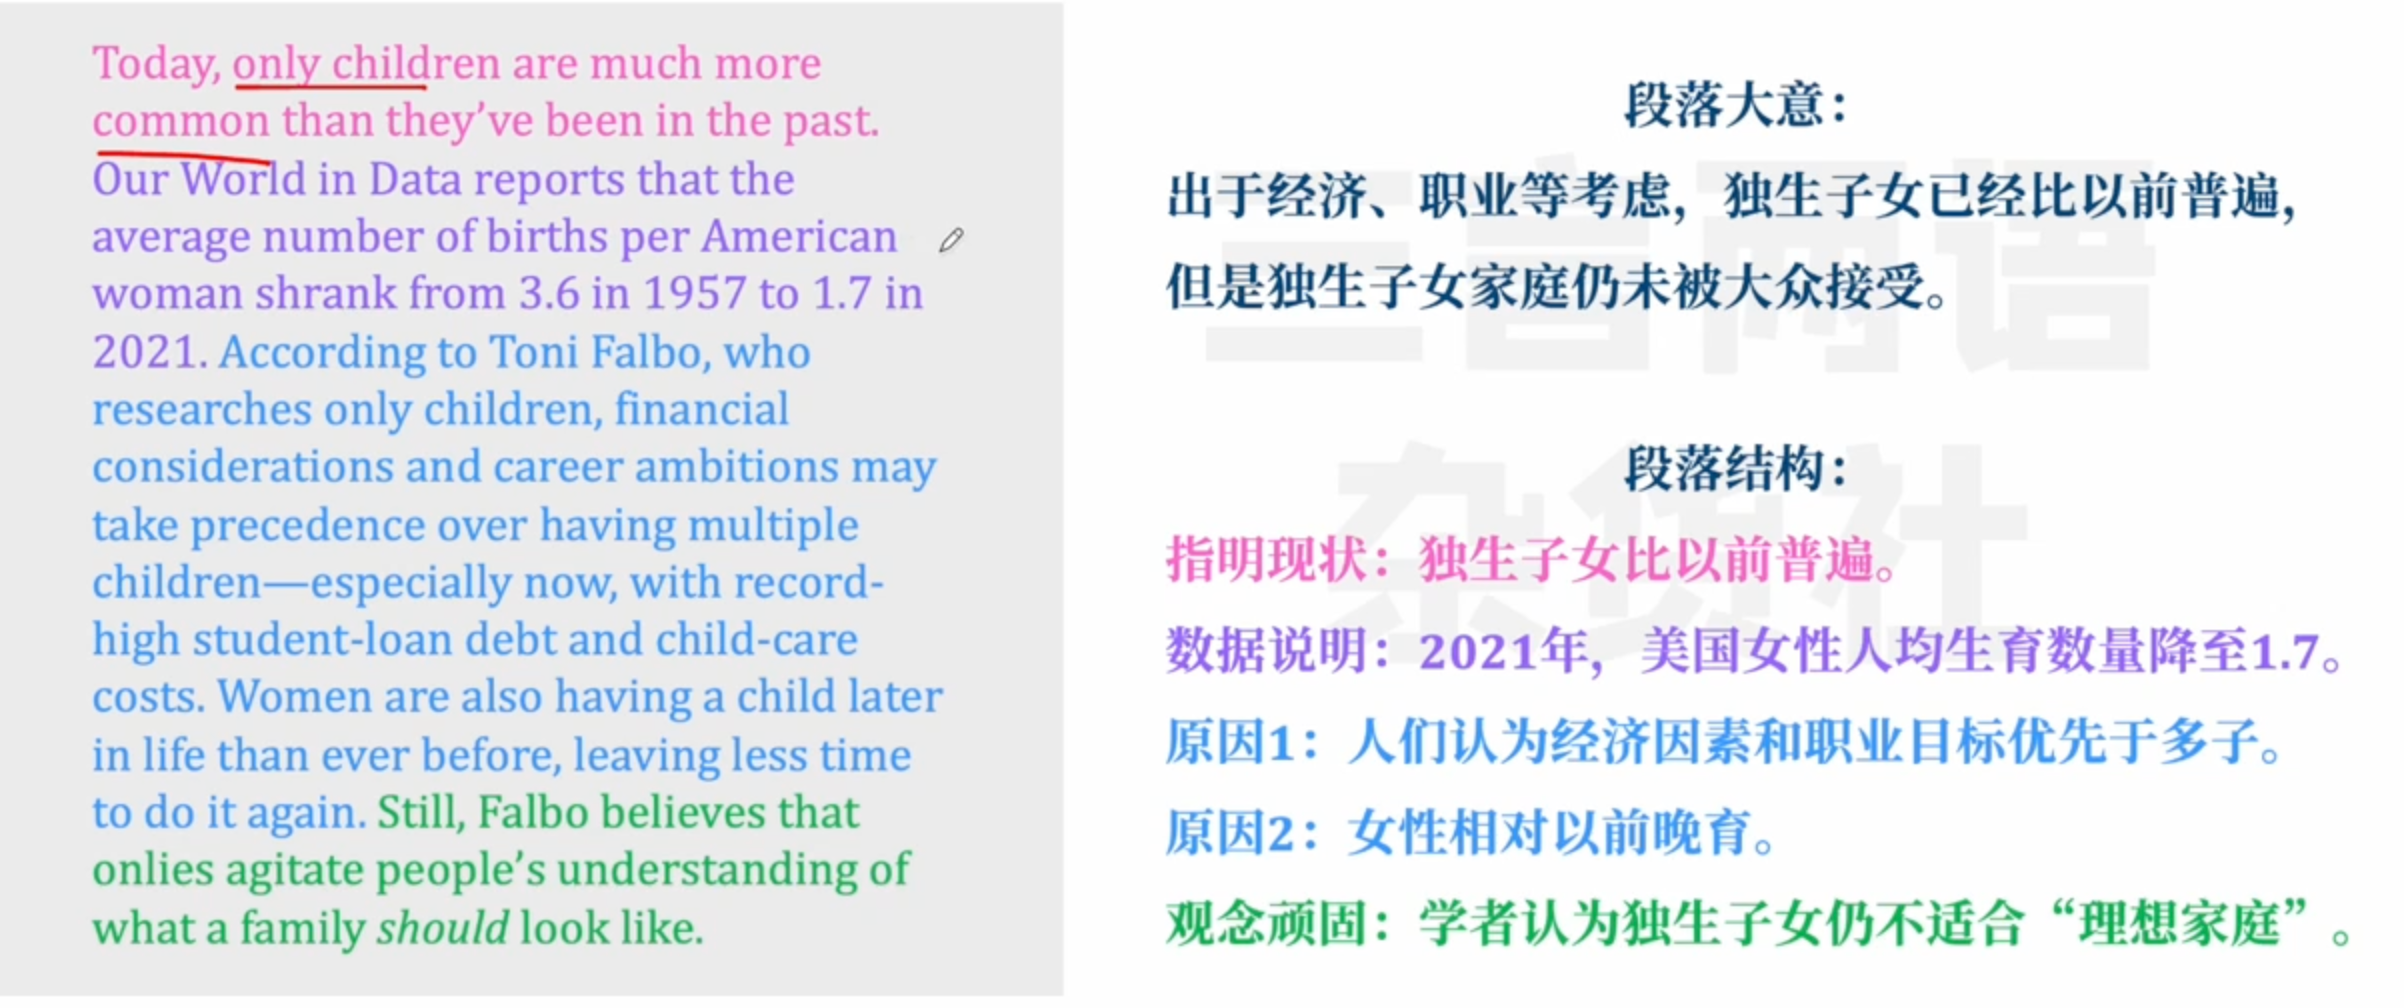 Today, only children are much more
common than they've been in the past.
Our World in Data reports that the
average number of births per American
woman shrank from 3.6 in 1957 to 1.7 in
2021. According to Toni Falbo, who
researches only children, financial
considerations and career ambitions may
take precedence over having multiple
children—especially now, with record-
high student-loan debt and child-care
costs. Women are also having a child later
in life than ever before, leaving less time
to do it again. Still, Falbo believes that
onlies agitate people's understanding of
what a family should look like.
段落大意：
出于经济、职业等考虑，独生子女已经比以前普遍，
但是独生子女家庭仍未被大众接受。
段落结构：
指明现状：独生子女比以前普遍。
数据说明：2021年，美国女性人均生育数量降至1.7。
原因1：人们认为经济因素和职业目标优先于多子。
原因2：女性相对以前晚育。
观念顽固：学者认为独生子女仍不适合“理想家庭”。
三言两语
杂货社